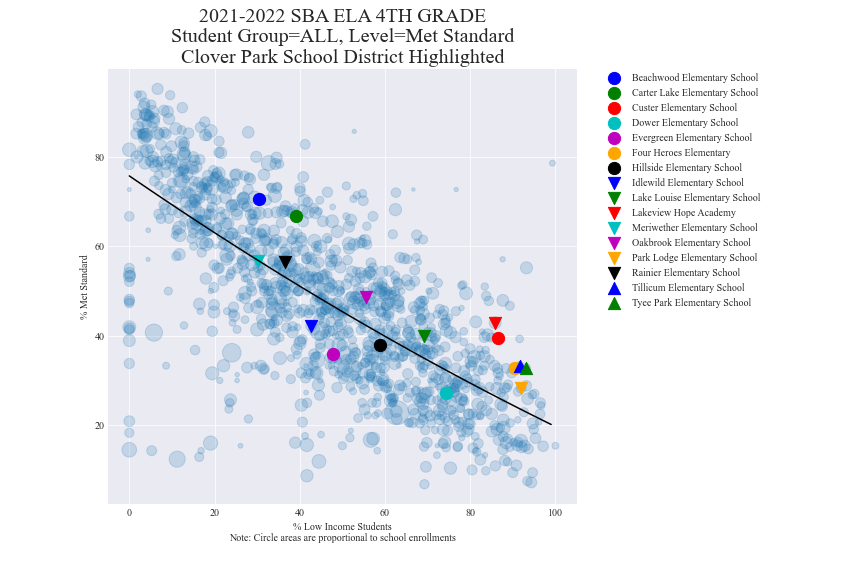 2021-2022 SBA ELA 4TH GRADE
Student Group=ALL, Level=Met Standard
Clover Park School District Highlighted
% Met Standard
80
60
40
20
0
20
40
60
80
100
% Low Income Students
Note: Circle areas are proportional to school enrollments
Beachwood Elementary School
Carter Lake Elementary School
Custer Elementary School
Dower Elementary School
Evergreen Elementary School
Four Heroes Elementary
Hillside Elementary School
Idlewild Elementary School
Lake Louise Elementary School
Lakeview Hope Academy
Meriwether Elementary School
Oakbrook Elementary School
Park Lodge Elementary School
Rainier Elementary School
Tillicum Elementary School
Tyee Park Elementary School